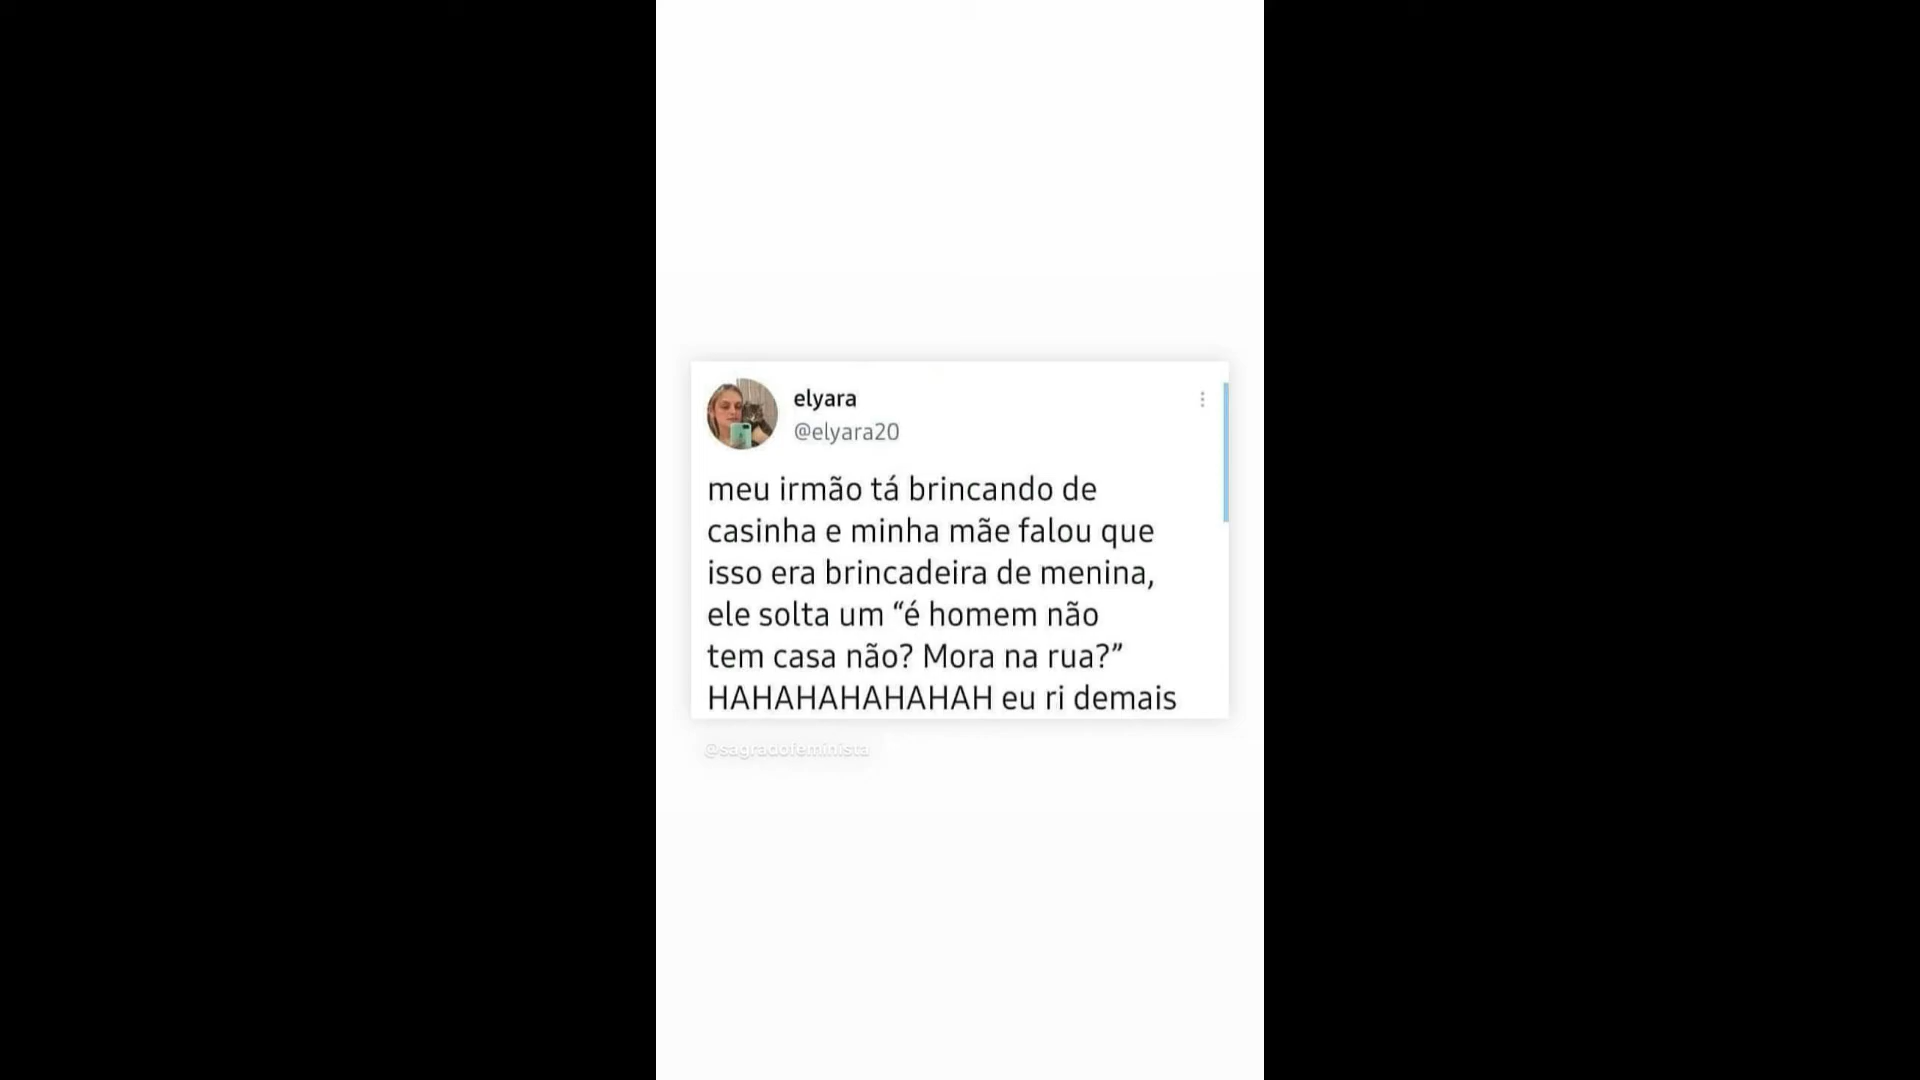 elyara
@elyara20
meu irmão tá brincando de
casinha e minha mãe falou que
isso era brincadeira de menina,
ele solta um “é homem não
tem casa não? Mora na rua?”
HAHAHAHAHAHAH eu ri demais
@sagradofeminista